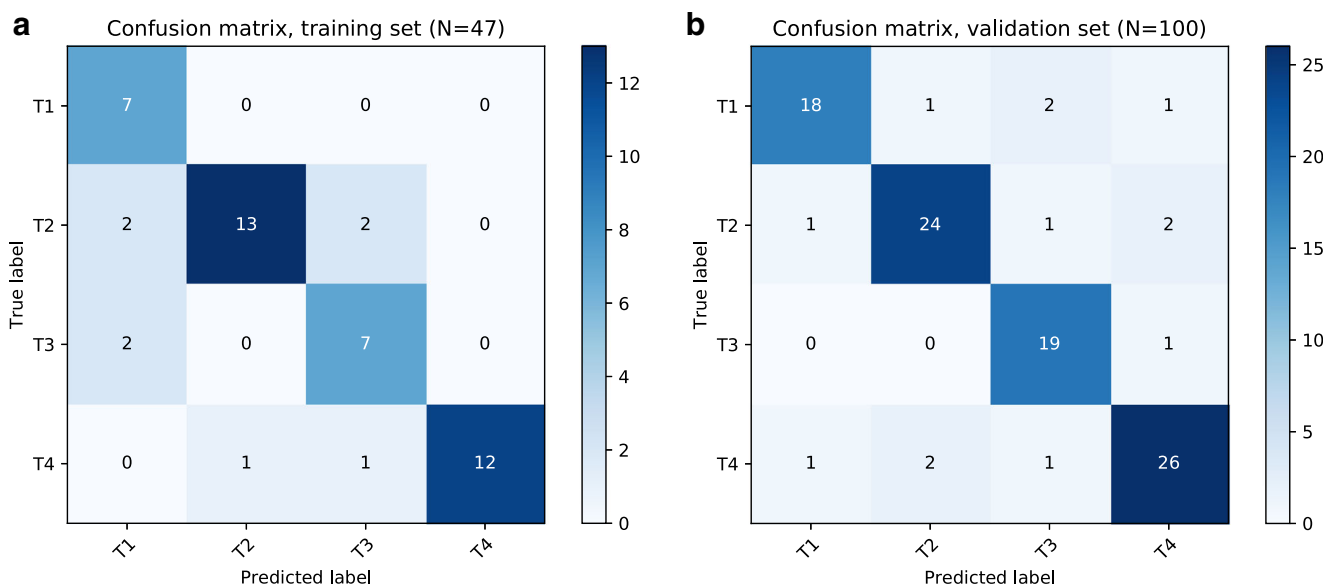 a
Confusion matrix, training set (N=47)
True label
T1 7 0 0 0
T2 2 13 2 0
T3 2 0 7 0
T4 0 1 1 12
T1 T2 T3 T4
Predicted label
12
10
8
6
4
2
0
b
Confusion matrix, validation set (N=100)
True label
T1 18 1 2 1
T2 1 24 1 2
T3 0 0 19 1
T4 1 2 1 26
T1 T2 T3 T4
Predicted label
25
20
15
10
5
0